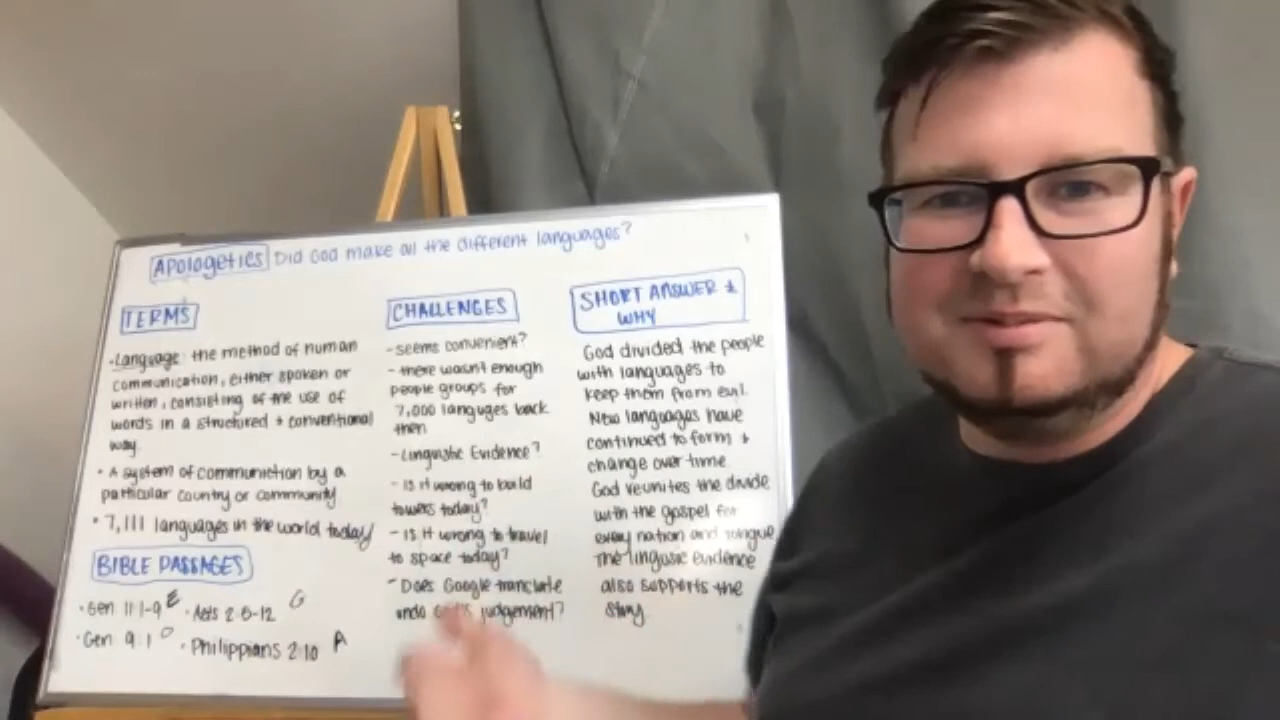 Apologetics Did God make all the different languages?
TERMS
• Language: the method of human
communication, either spoken or
written, consisting of the use of
words in a structured + conventional
way.
• A system of communiction by a
particular country or community
• 7,111 languages in the world today
BIBLE PASSAGES
• Gen 11:1-9 E • Acts 2:5-12 G
• Gen 9:1 O • Philippians 2:10 A
CHALLENGES
- seems convenient?
- there wasn't enough
people groups for
7,000 languges back
then
- Linguistic Evidence?
- Is it wrong to build
towers today?
- Is it wrong to travel
to space today?
- Does Google translate
undo God's judgement?
SHORT ANSWER &
WHY
God divided the people
with languages to
keep them from evil.
New languages have
continued to form +
change over time.
God reunites the divide
with the gospel for
every nation and tongue
The linguistic evidence
also supports the
story.